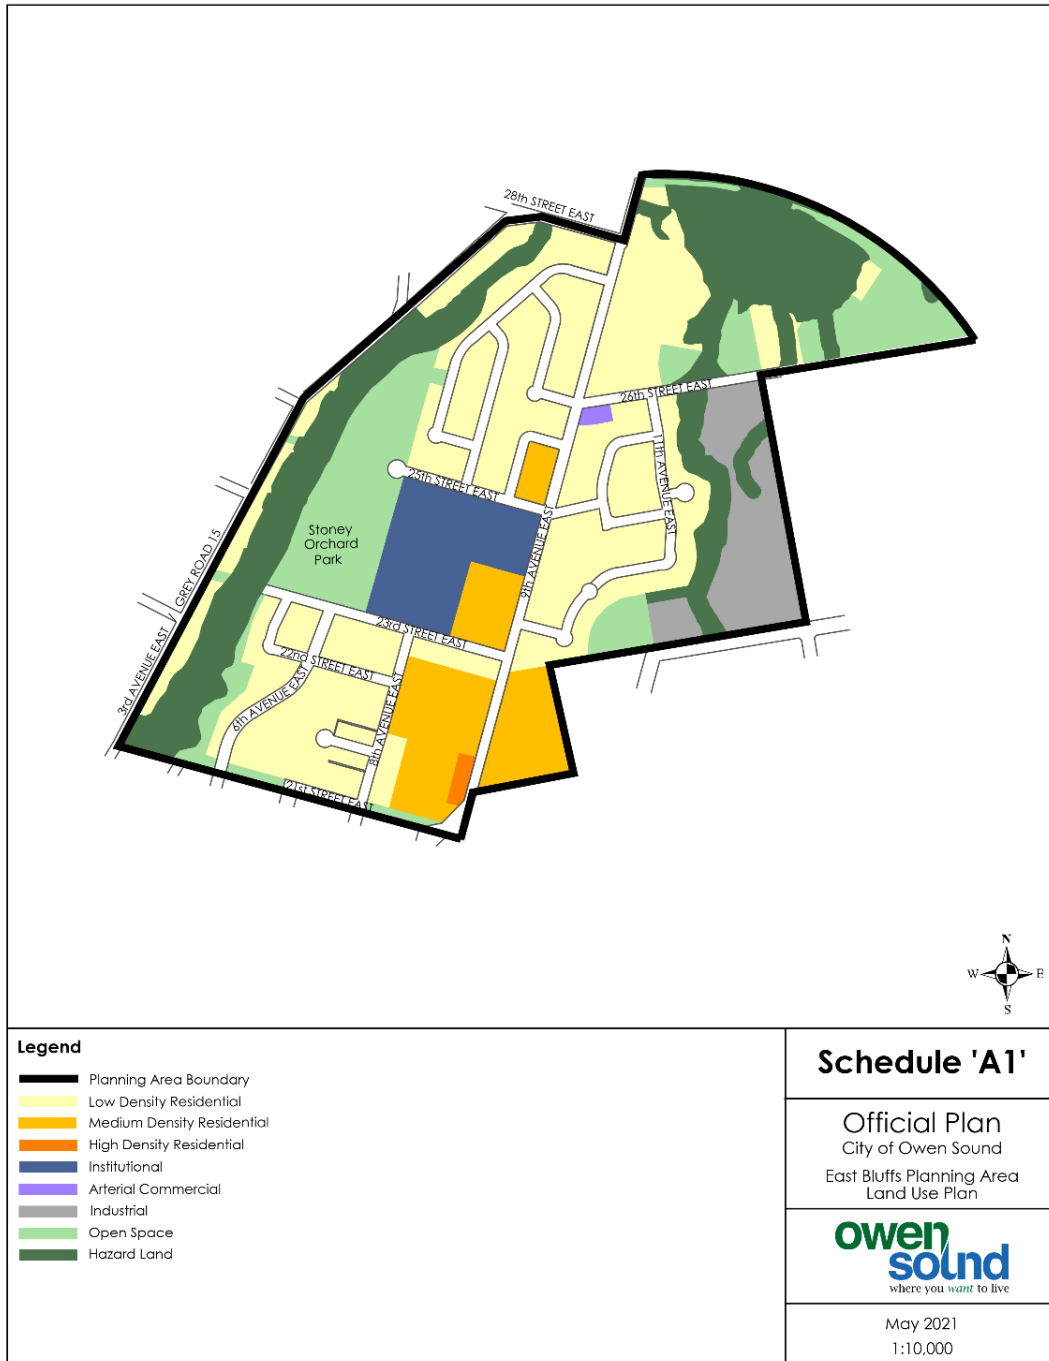 28th STREET EAST
26th STREET EAST
11th AVENUE EAST
25th STREET EAST
9th AVENUE EAST
Stoney
Orchard
Park
GREY ROAD 15
3rd AVENUE EAST
23rd STREET EAST
22nd STREET EAST
6th AVENUE EAST
8th AVENUE EAST
21st STREET EAST
N
W E
S
Legend
Planning Area Boundary
Low Density Residential
Medium Density Residential
High Density Residential
Institutional
Arterial Commercial
Industrial
Open Space
Hazard Land
Schedule 'A1'
Official Plan
City of Owen Sound
East Bluffs Planning Area
Land Use Plan
owen
sound
where you want to live
May 2021
1:10,000